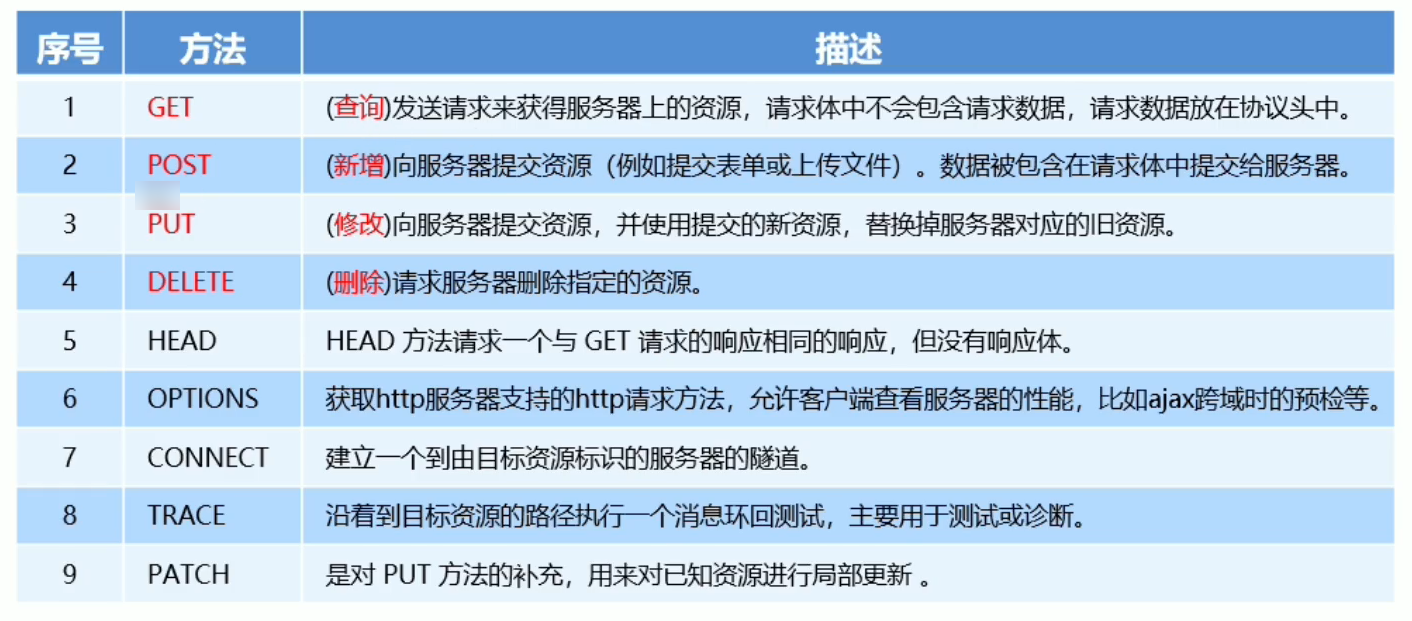 序号 方法 描述
1 GET (查询)发送请求来获得服务器上的资源，请求体中不会包含请求数据，请求数据放在协议头中。
2 POST (新增)向服务器提交资源（例如提交表单或上传文件）。数据被包含在请求体中提交给服务器。
3 PUT (修改)向服务器提交资源，并使用提交的新资源，替换掉服务器对应的旧资源。
4 DELETE (删除)请求服务器删除指定的资源。
5 HEAD HEAD 方法请求一个与 GET 请求的响应相同的响应，但没有响应体。
6 OPTIONS 获取http服务器支持的http请求方法，允许客户端查看服务器的性能，比如ajax跨域时的预检等。
7 CONNECT 建立一个到由目标资源标识的服务器的隧道。
8 TRACE 沿着到目标资源的路径执行一个消息环回测试，主要用于测试或诊断。
9 PATCH 是对 PUT 方法的补充，用来对已知资源进行局部更新 。